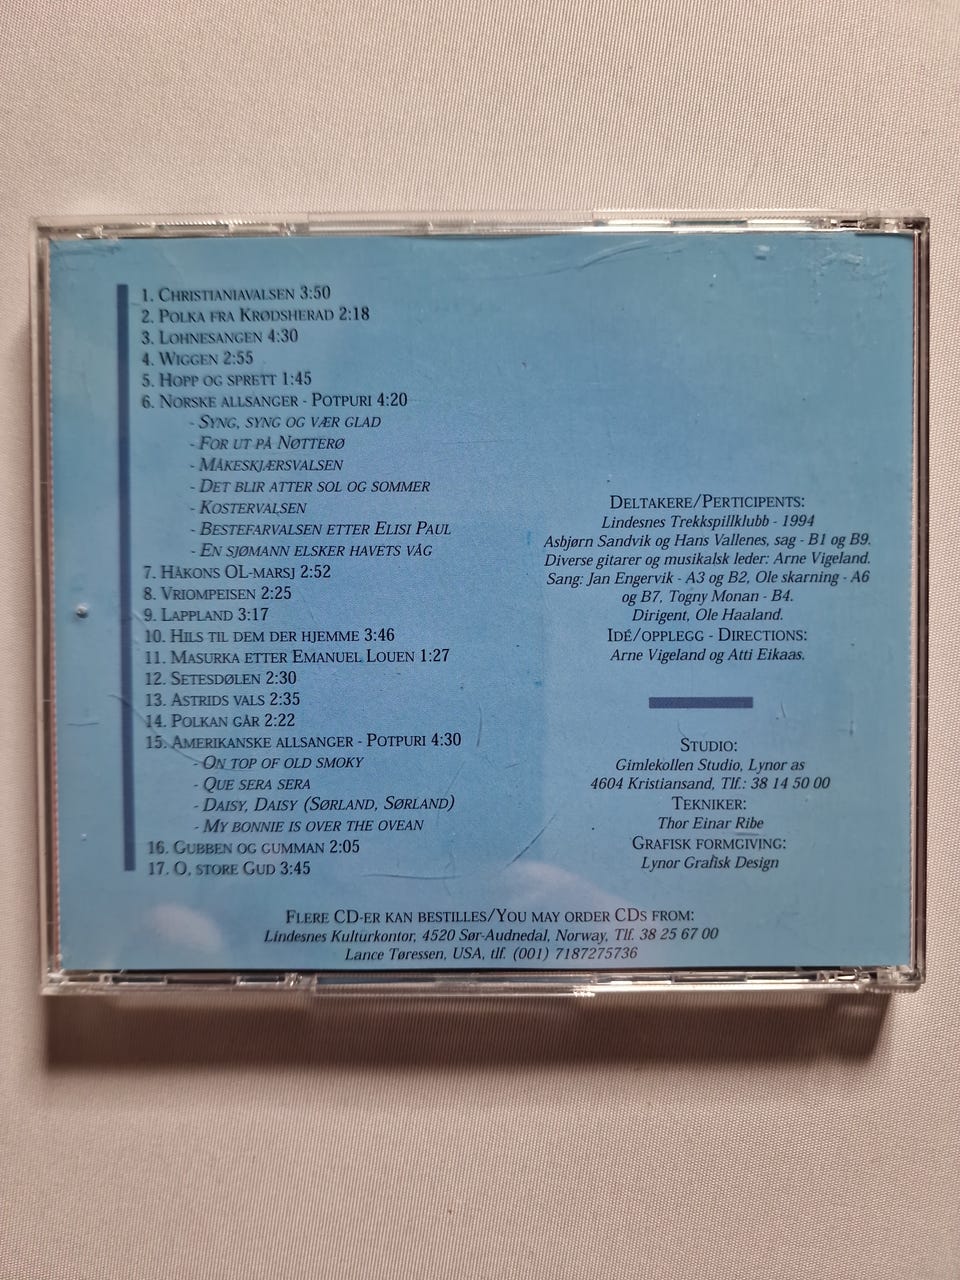 1. Christianiavalsen 3:50
2. Polka fra Krødsherad 2:18
3. Lohnesangen 4:30
4. Wiggen 2:55
5. Hopp og sprett 1:45
6. Norske allsanger - Potpuri 4:20
- Syng, syng og vær glad
- For ut på Nøtterø
- Måkeskjærsvalsen
- Det blir atter sol og sommer
- Kostervalsen
- Bestefarvalsen etter Elisi Paul
- En sjømann elsker havets våg
7. Håkons OL-marsj 2:52
8. Vriompeisen 2:25
9. Lappland 3:17
10. Hils til dem der hjemme 3:46
11. Masurka etter Emanuel Louen 1:27
12. Setesdølen 2:30
13. Astrids vals 2:35
14. Polkan går 2:22
15. Amerikanske allsanger - Potpuri 4:30
- On top of old smoky
- Que sera sera
- Daisy, Daisy (Sørland, Sørland)
- My bonnie is over the ovean
16. Gubben og gumman 2:05
17. O, store Gud 3:45
Deltakere/Perticipents:
Lindesnes Trekkspillklubb - 1994
Asbjørn Sandvik og Hans Vallenes, sag - B1 og B9.
Diverse gitarer og musikalsk leder: Arne Vigeland.
Sang: Jan Engervik - A3 og B2, Ole skarning - A6
og B7, Togny Monan - B4.
Dirigent, Ole Haaland.
Idé/opplegg - Directions:
Arne Vigeland og Atti Eikaas.
Studio:
Gimlekollen Studio, Lynor as
4604 Kristiansand, Tlf.: 38 14 50 00
Tekniker:
Thor Einar Ribe
Grafisk formgiving:
Lynor Grafisk Design
Flere CD-er kan bestilles/You may order CDs from:
Lindesnes Kulturkontor, 4520 Sør-Audnedal, Norway, Tlf. 38 25 67 00
Lance Tøressen, USA, tlf. (001) 7187275736